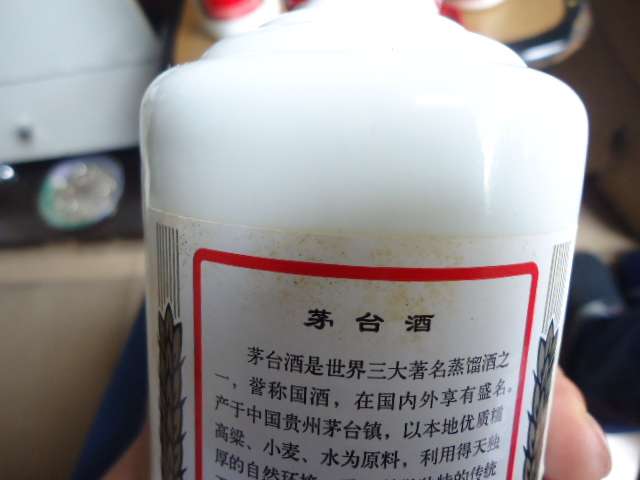 茅台酒
茅台酒是世界三大著名蒸馏酒之
一，誉称国酒，在国内外享有盛名。
产于中国贵州茅台镇，以本地优质糯
高粱、小麦、水为原料，利用得天独
厚的自然环境
的传统